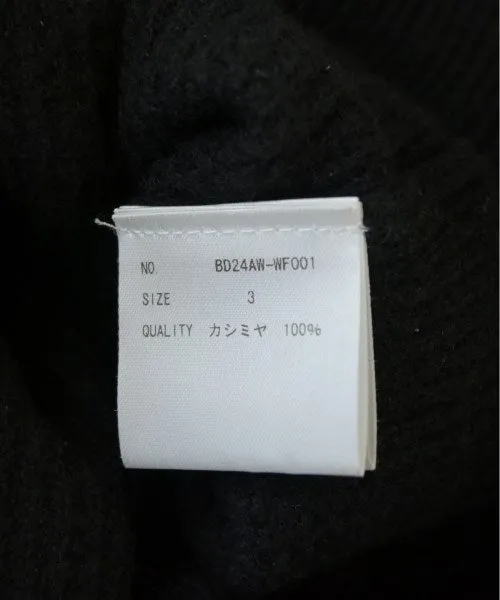 NO. BD24AW-WF001
SIZE 3
QUALITY カシミヤ 100%